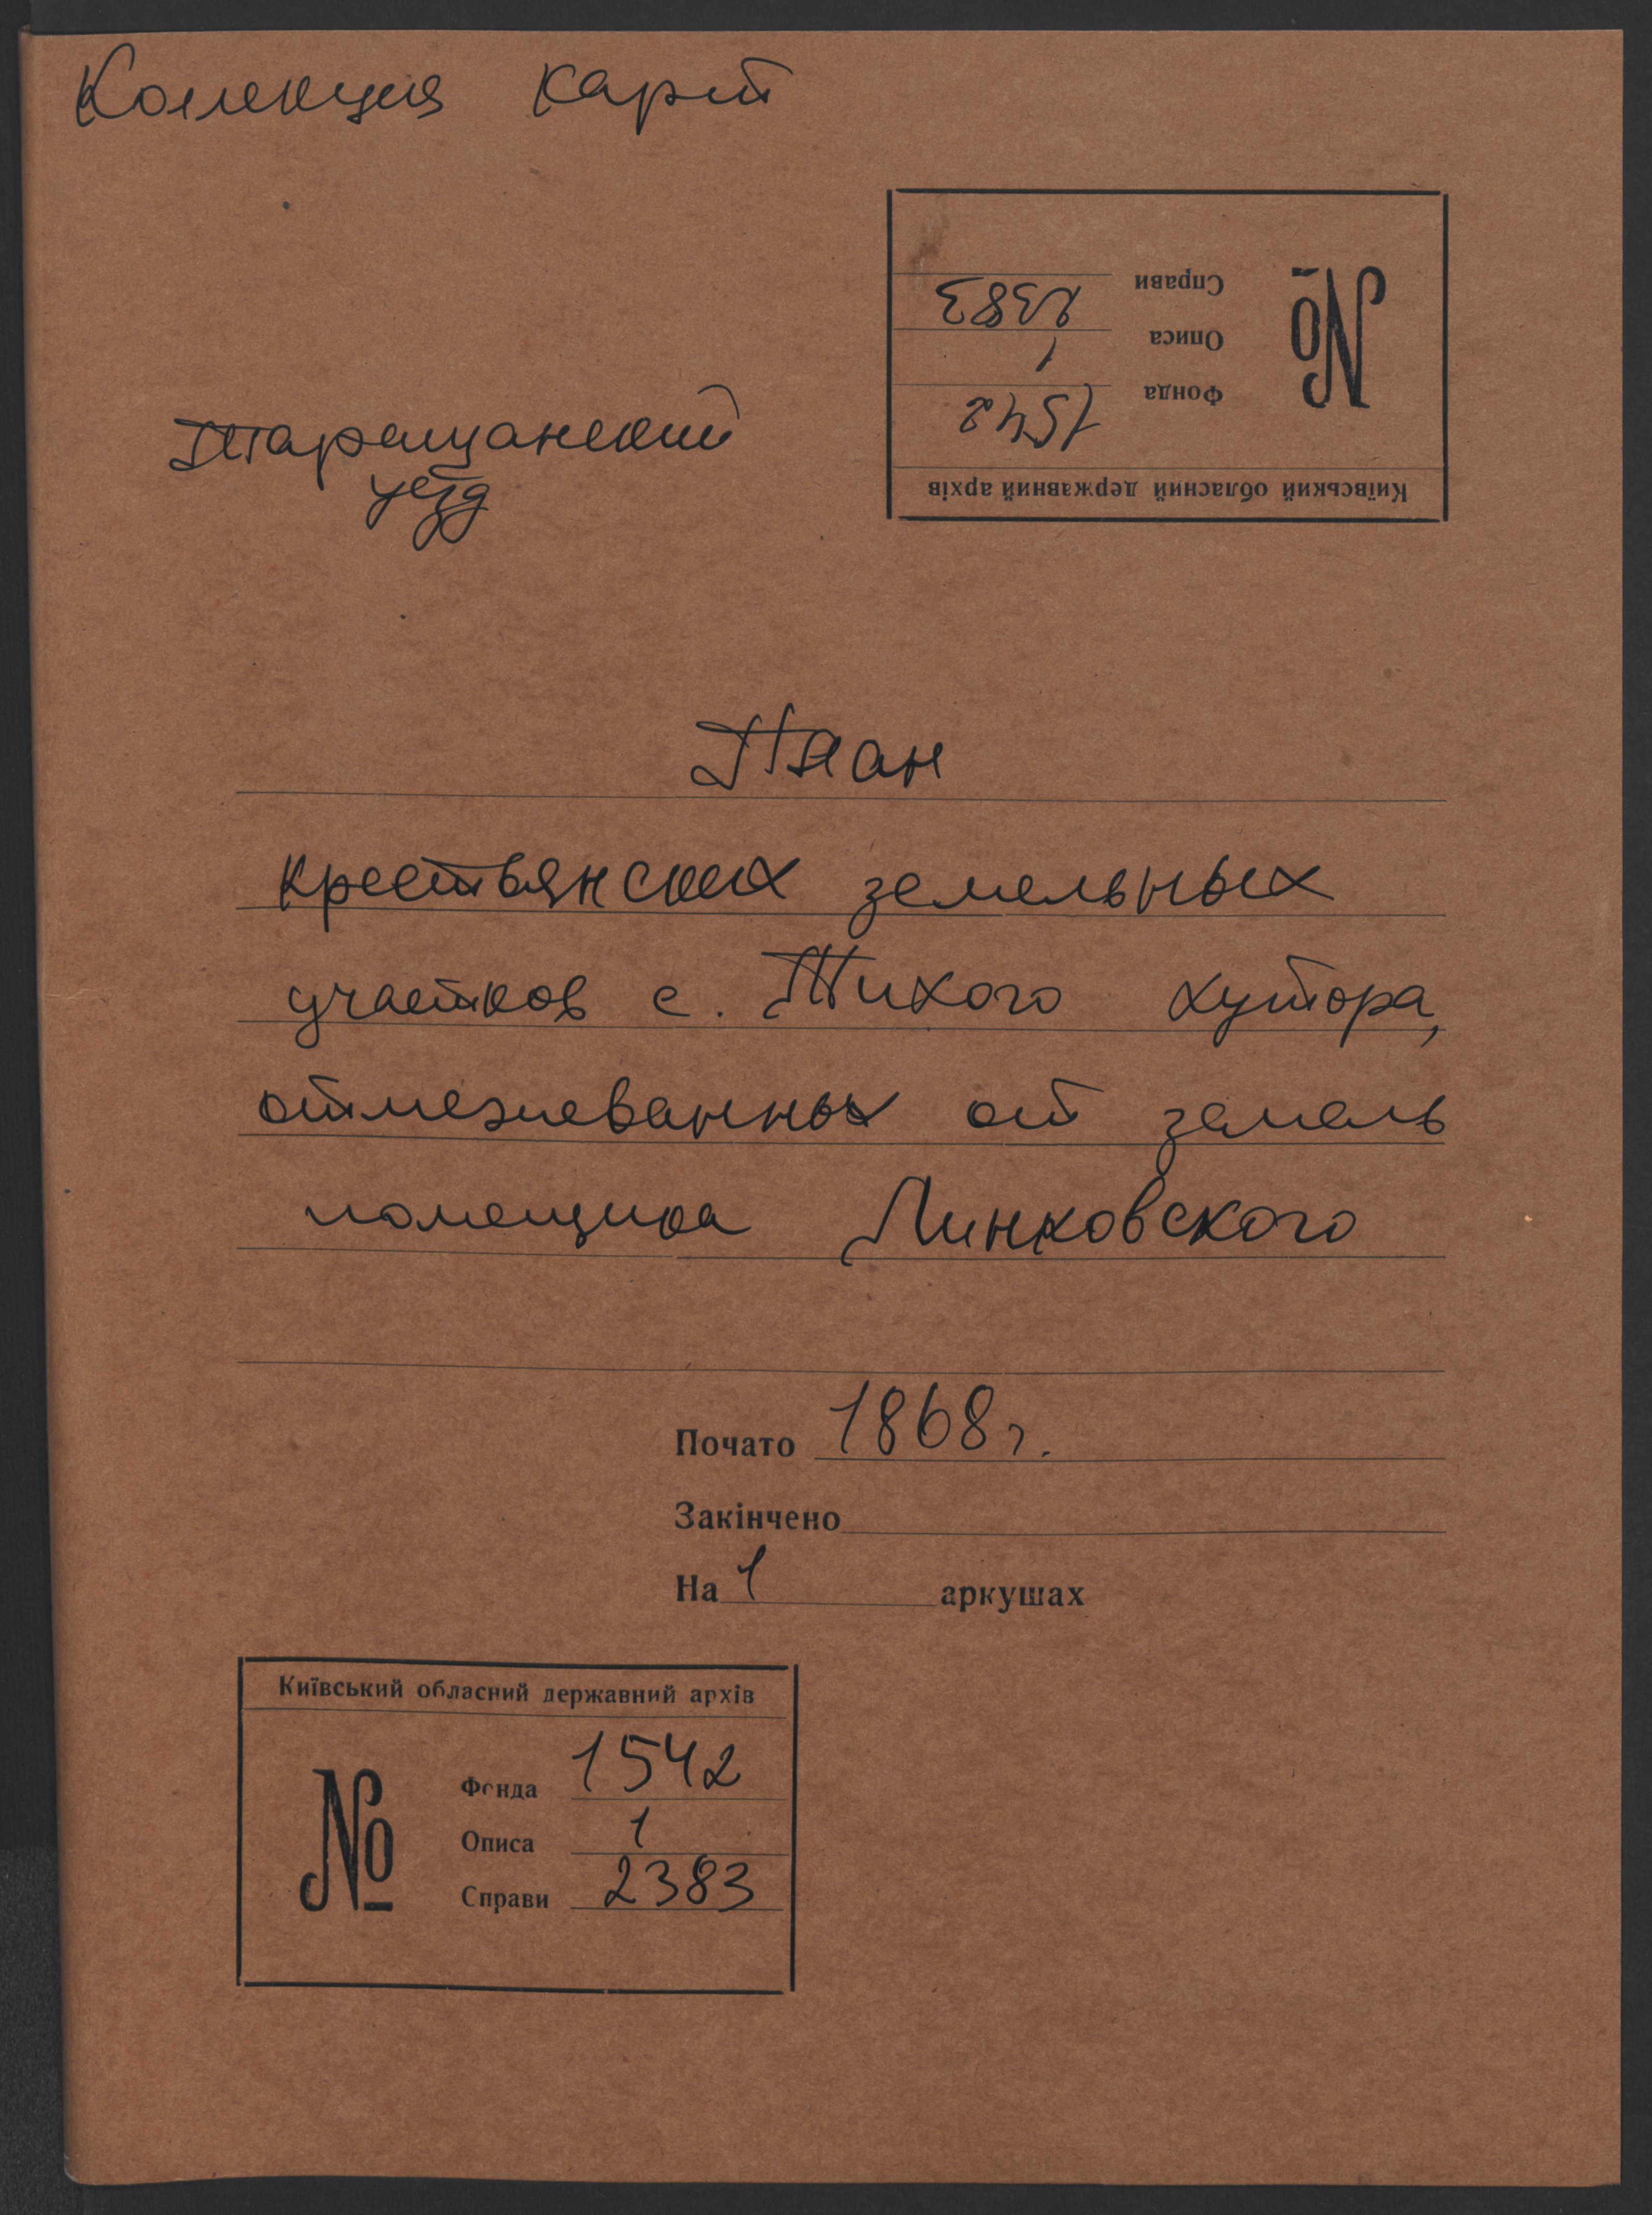 Коллекция карт
Київський обласний державний архів
№
Фонда 1542
Описа 1
Справи 2383
Таращанский
уезд
План
крестьянских земельных
участков с. Тихого хутора,
отмежеванных от земель
помещика Линковского
Почато 1868 г.
Закінчено
На 1 аркушах
Київський обласний державний архів
№
Фонда 1542
Описа 1
Справи 2383